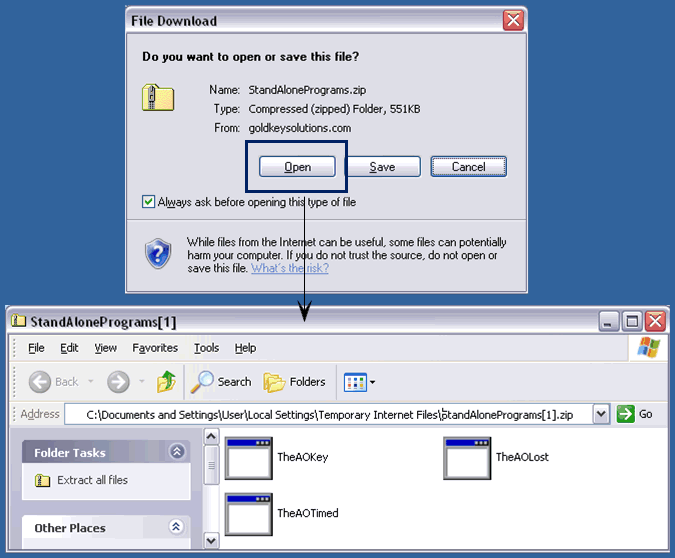 File Download
Do you want to open or save this file?
Name: StandAlonePrograms.zip
Type: Compressed (zipped) Folder, 551KB
From: goldkeysolutions.com
Open Save Cancel
Always ask before opening this type of file
While files from the Internet can be useful, some files can potentially
harm your computer. If you do not trust the source, do not open or
save this file. What's the risk?
StandAlonePrograms[1]
File Edit View Favorites Tools Help
Back Search Folders
Address C:\Documents and Settings\User\Local Settings\Temporary Internet Files\StandAlonePrograms[1].zip Go
Folder Tasks
Extract all files
Other Places
TheAOKey TheAOLost
TheAOTimed